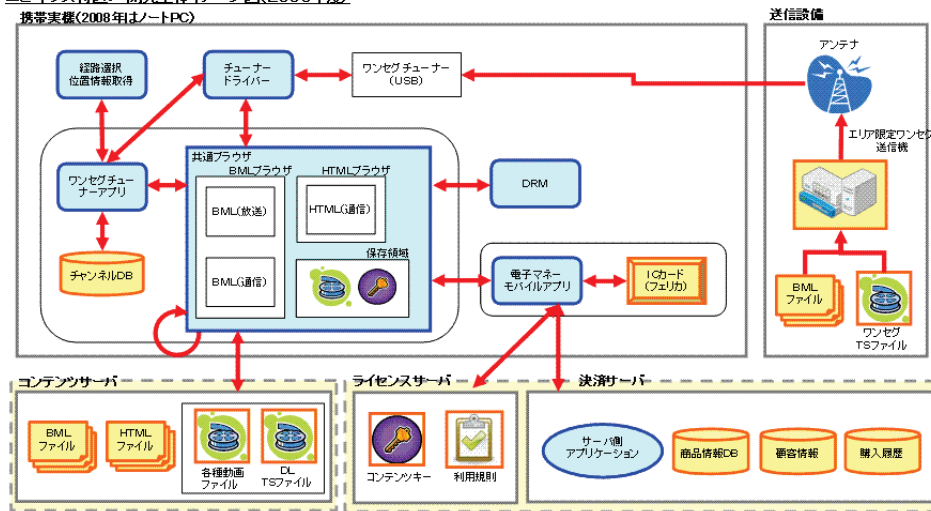 携帯実機(2008年はノートPC)
送信設備
経路選択
位置情報取得
チューナー
ドライバー
ワンセグチューナー
(USB)
アンテナ
エリア限定ワンセグ
送信機
共通ブラウザ
BMLブラウザ
HTMLブラウザ
ワンセグチュー
ナーアプリ
BML(放送)
HTML(通信)
DRM
保存領域
チャンネルDB
BML(通信)
電子マネー
モバイルアプリ
ICカード
(フェリカ)
BML
ファイル
ワンセグ
TSファイル
コンテンツサーバ
ライセンスサーバ
決済サーバ
BML
ファイル
HTML
ファイル
各種動画
ファイル
DL
TSファイル
コンテンツキー
利用規則
サーバ側
アプリケーション
商品情報DB
顧客情報
購入履歴